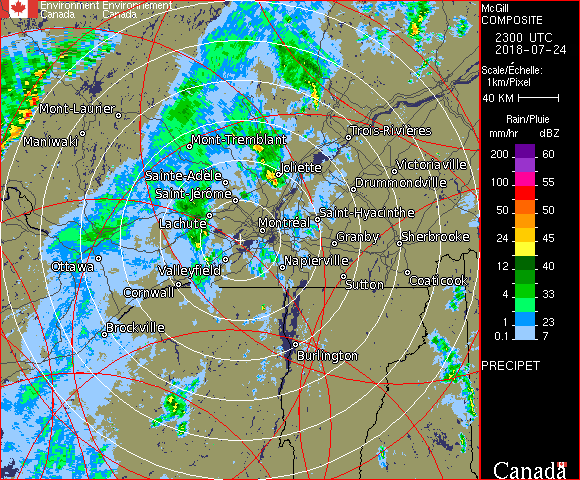 Environment Environnement
Canada Canada
McGill
COMPOSITE
2300 UTC
2018-07-24
Scale/Échelle:
1km/Pixel
40 KM
Rain/Pluie
mm/hr dBZ
200 60
100 55
50 50
24 45
12 40
4 33
1 23
0.1 7
PRECIPET
Canada
Mont-Laurier
Maniwaki
Mont-Tremblant
Trois-Rivières
Joliette
Victoriaville
Sainte-Adèle
Drummondville
Saint-Jérôme
Saint-Hyacinthe
Lachute
Montréal
Granby
Sherbrooke
Ottawa
Valleyfield
Napierville
Cornwall
Sutton
Coaticook
Brockville
Burlington